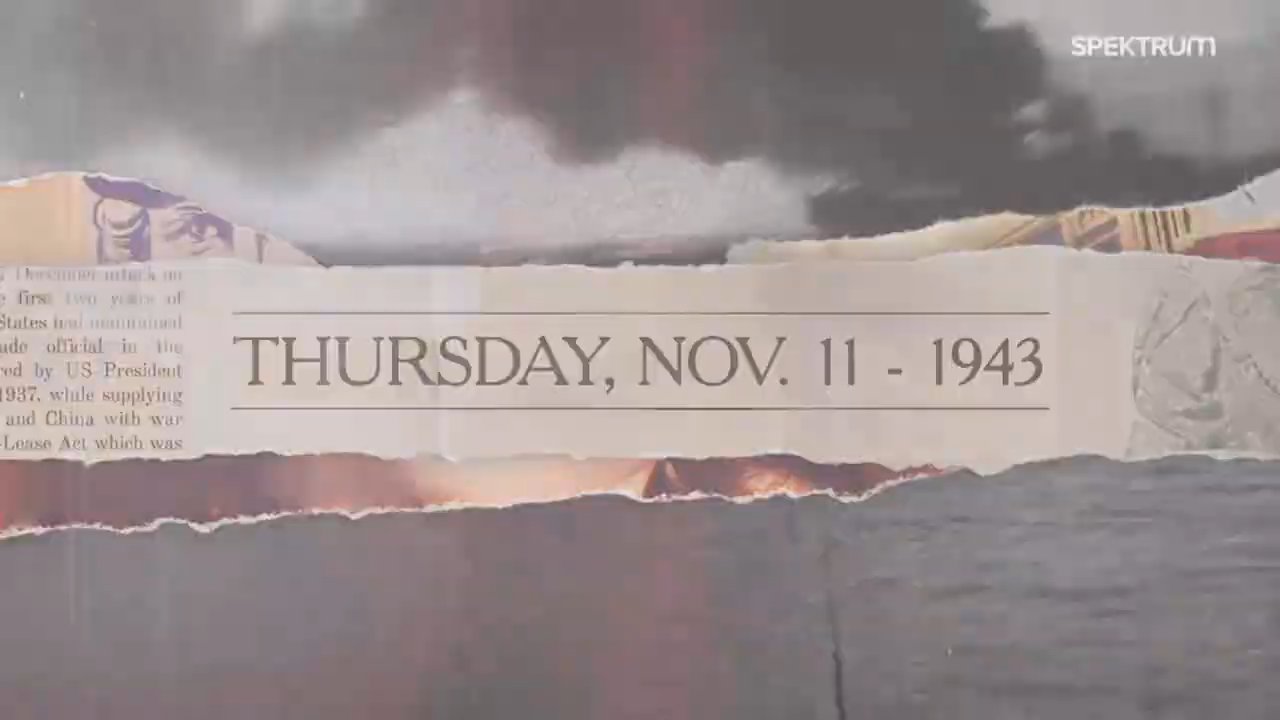 SPEKTRUM
December attack on
first two years of
States had maintained
official in the
by US President
1937, while supplying
and China with war
-Lease Act which was
THURSDAY, NOV. 11 - 1943